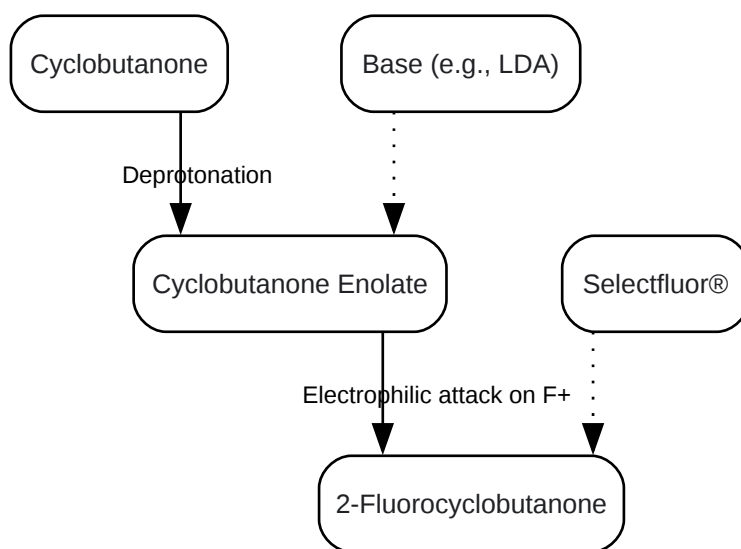 Cyclobutanone
Base (e.g., LDA)
Deprotonation
Cyclobutanone Enolate
Selectfluor®
Electrophilic attack on F+
2-Fluorocyclobutanone